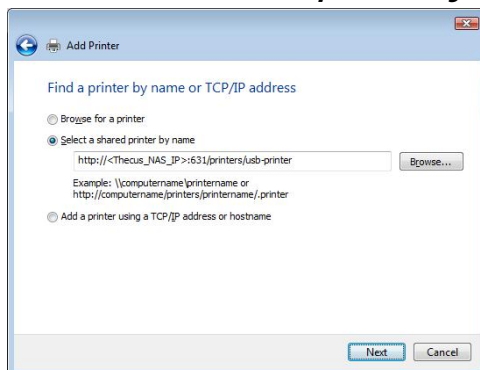 Add Printer
Find a printer by name or TCP/IP address
Browse for a printer
Select a shared printer by name
http://<Thecus_NAS_IP>:631/printers/usb-printer
Browse...
Example: \\computername\printername or
http://computername/printers/printername/.printer
Add a printer using a TCP/IP address or hostname
Next
Cancel